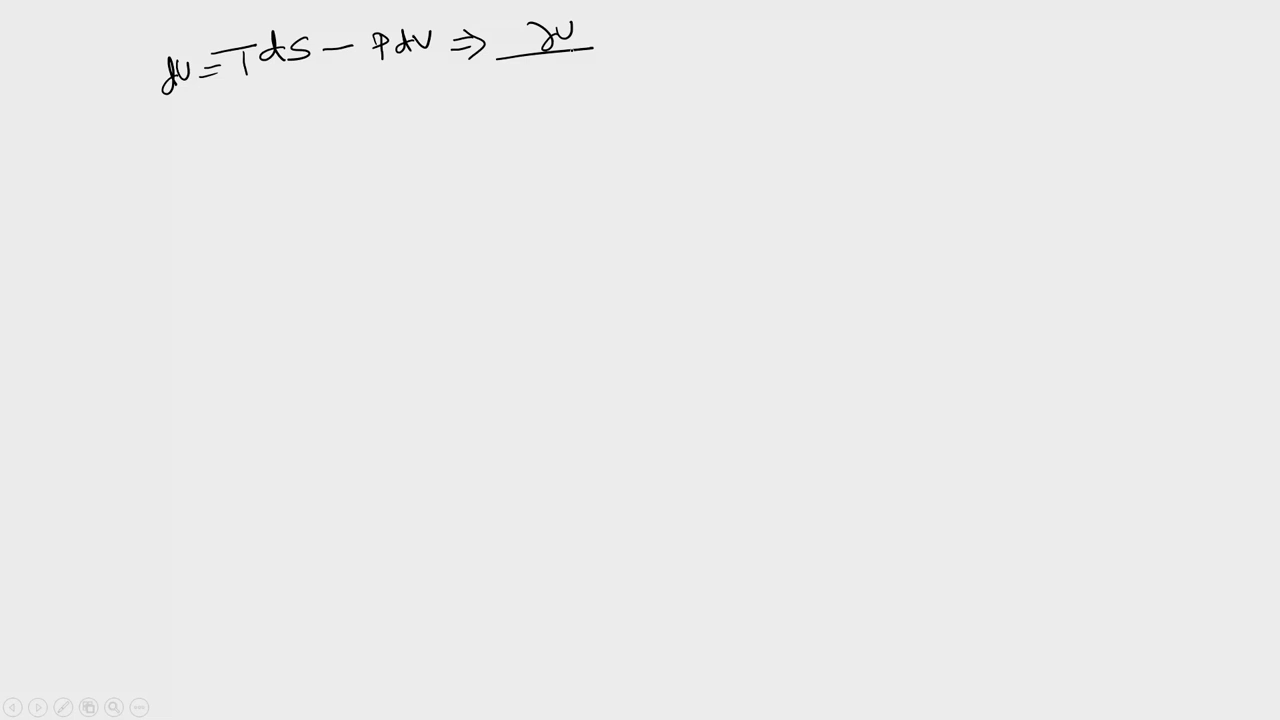 dU = TdS - PdV ⇒ ∂U